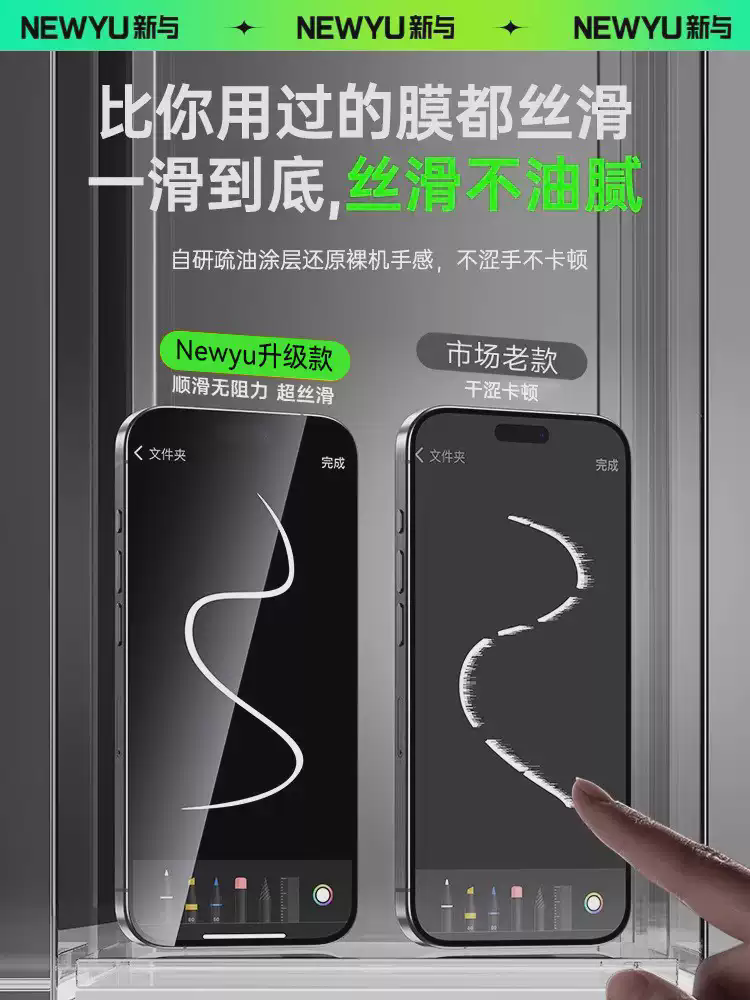 NEWYU新与 NEWYU新与 NEWYU新与
比你用过的膜都丝滑
一滑到底,丝滑不油腻
自研疏油涂层还原裸机手感，不涩手不卡顿
Newyu升级款
顺滑无阻力 超丝滑
市场老款
干涩卡顿
文件夹
完成
文件夹
完成